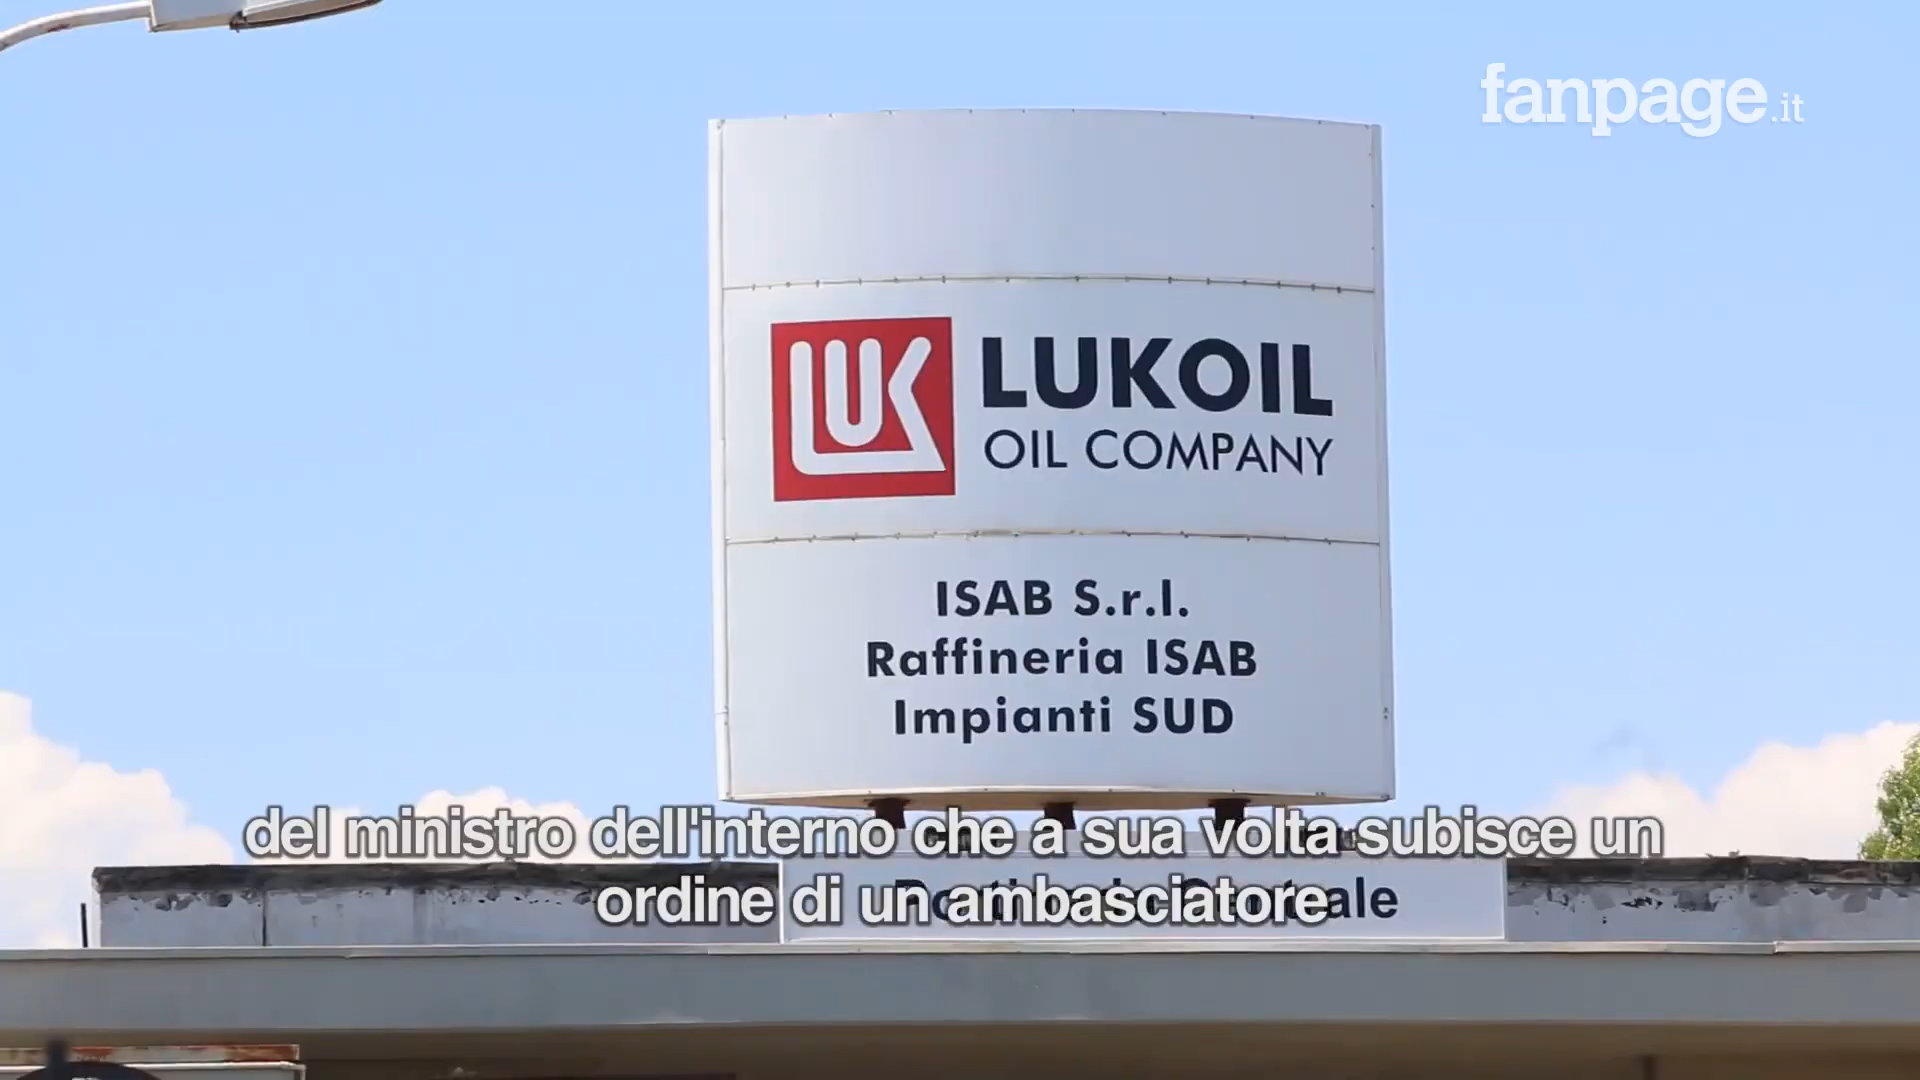 fanpage.it
LUK
LUKOIL
OIL COMPANY
ISAB S.r.l.
Raffineria ISAB
Impianti SUD
del ministro dell'interno che a sua volta subisce un
ordine di un ambasciatore